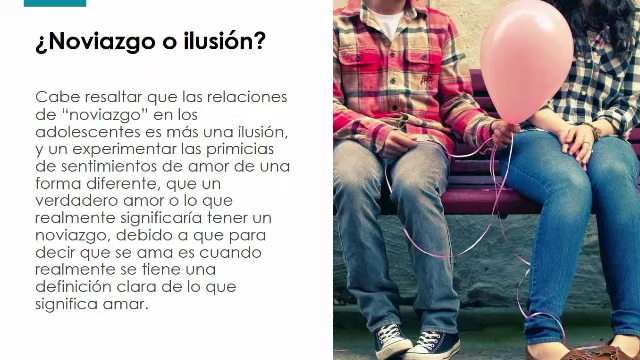 ¿Noviazgo o ilusión?
Cabe resaltar que las relaciones
de “noviazgo” en los
adolescentes es más una ilusión,
y un experimentar las primicias
de sentimientos de amor de una
forma diferente, que un
verdadero amor o lo que
realmente significaría tener un
noviazgo, debido a que para
decir que se ama es cuando
realmente se tiene una
definición clara de lo que
significa amar.